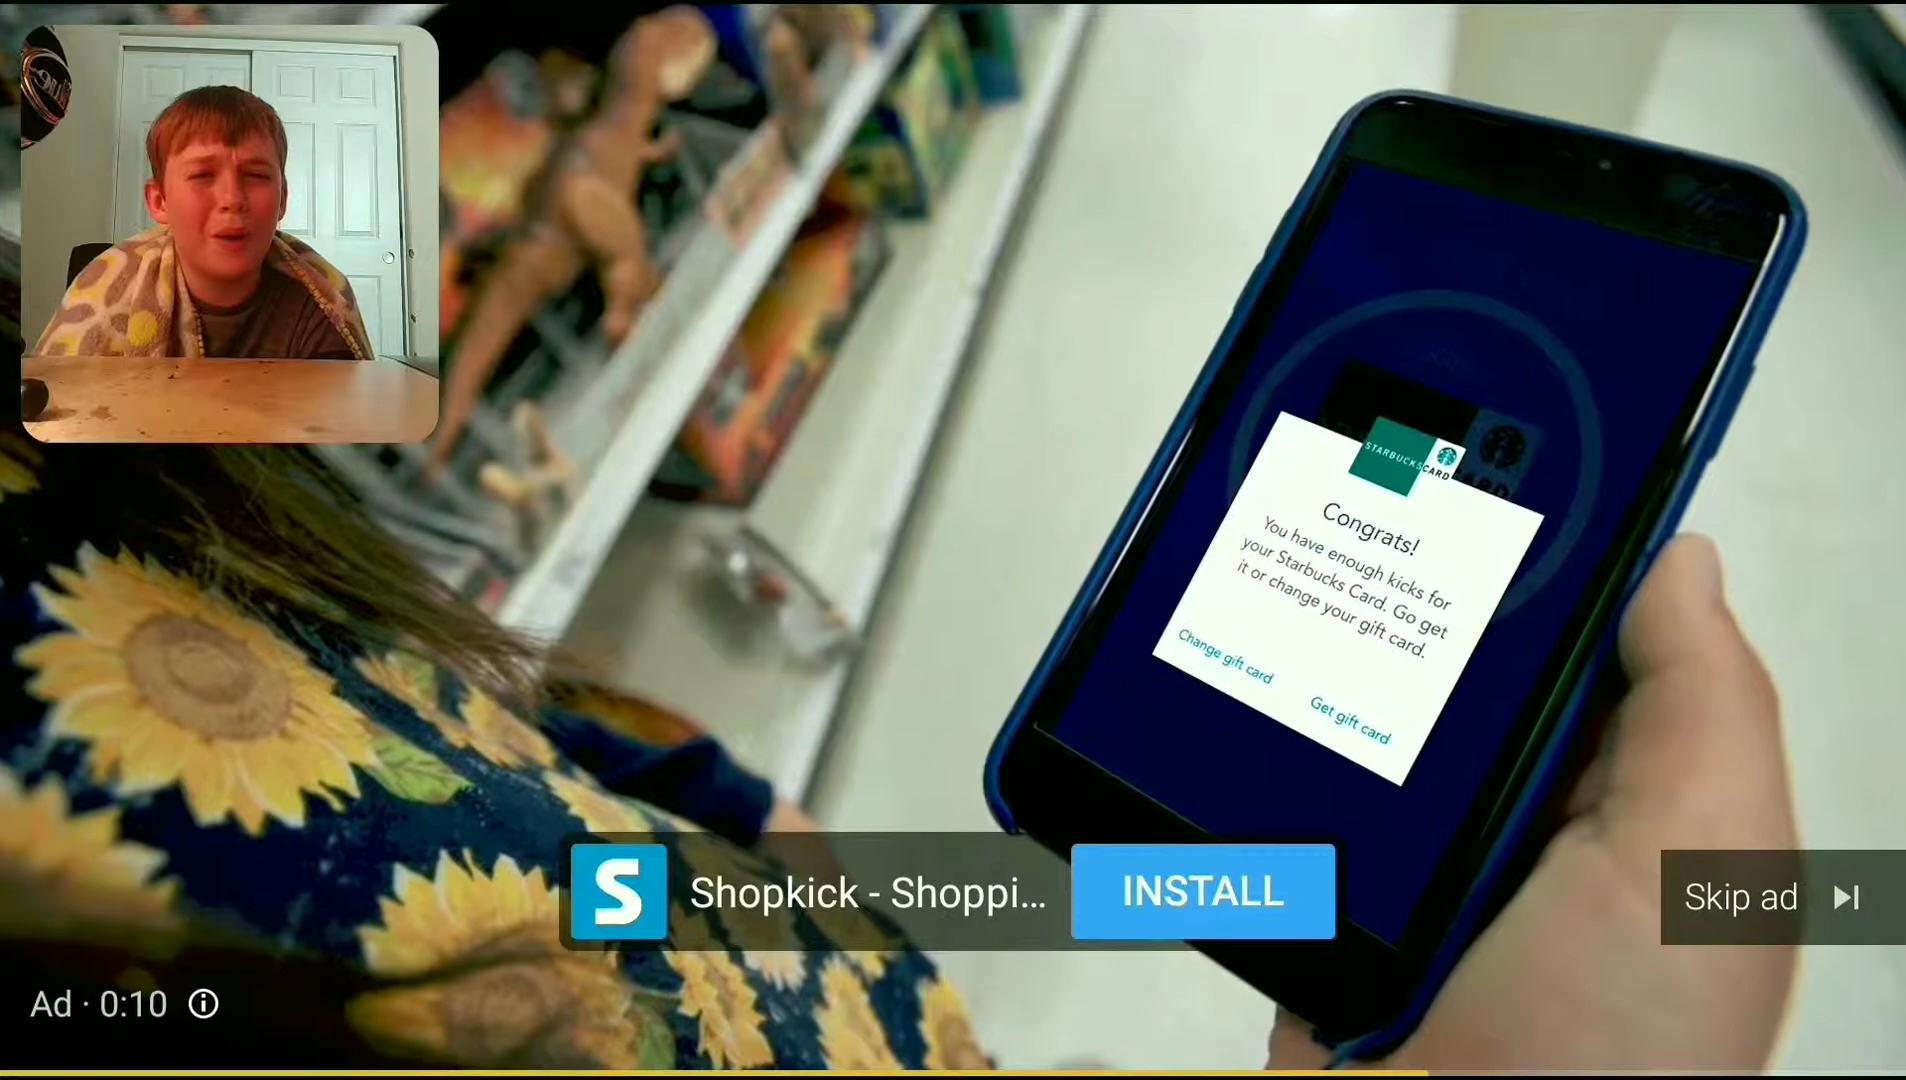 STARBUCKS CARD
Congrats!
You have enough kicks for
your Starbucks Card. Go get
it or change your gift card.
Change gift card
Get gift card
S
Shopkick - Shoppi...
INSTALL
Skip ad
Ad · 0:10